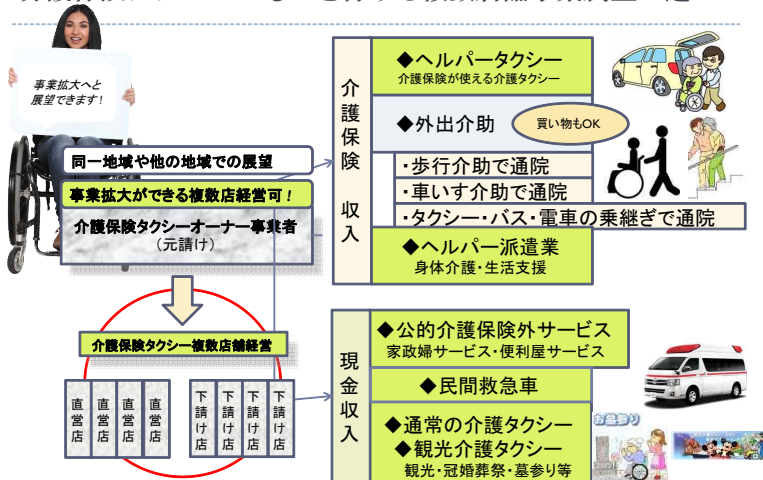 事業拡大へと
展望できます!
同一地域や他の地域での展望
事業拡大ができる複数店経営可!
介護保険タクシーオーナー事業者
(元請け)
介護保険タクシー複数店舗経営
直営店
直営店
直営店
直営店
下請け店
下請け店
下請け店
下請け店
介護保険 収入
◆ヘルパータクシー
介護保険が使える介護タクシー
◆外出介助
買い物もOK
・歩行介助で通院
・車いす介助で通院
・タクシー・バス・電車の乗継ぎで通院
◆ヘルパー派遣業
身体介護・生活支援
現金収入
◆公的介護保険外サービス
家政婦サービス・便利屋サービス
◆民間救急車
◆通常の介護タクシー
◆観光介護タクシー
観光・冠婚葬祭・墓参り等
お墓参り